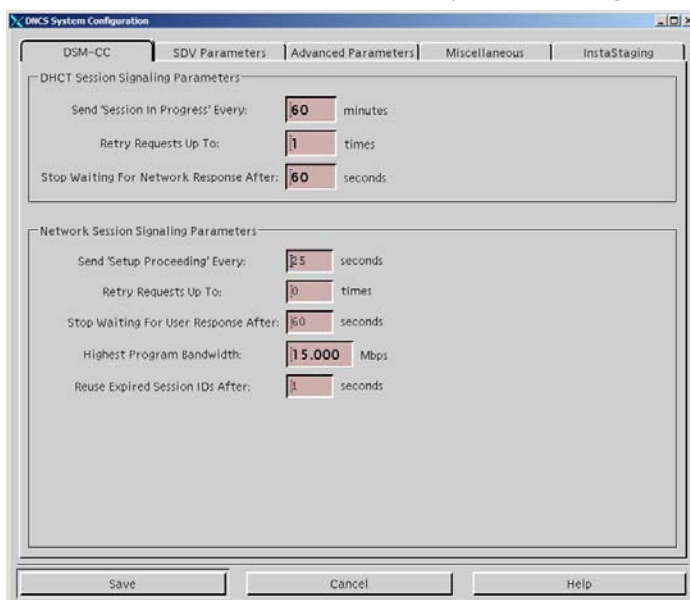 DNCS System Configuration
DSM-CC SDV Parameters Advanced Parameters Miscellaneous InstaStaging
DHCT Session Signaling Parameters
Send 'Session In Progress' Every: 60 minutes
Retry Requests Up To: 1 times
Stop Waiting For Network Response After: 60 seconds
Network Session Signaling Parameters
Send 'Setup Proceeding' Every: 25 seconds
Retry Requests Up To: 0 times
Stop Waiting For User Response After: 60 seconds
Highest Program Bandwidth: 15.000 Mbps
Reuse Expired Session IDs After: 1 seconds
Save Cancel Help